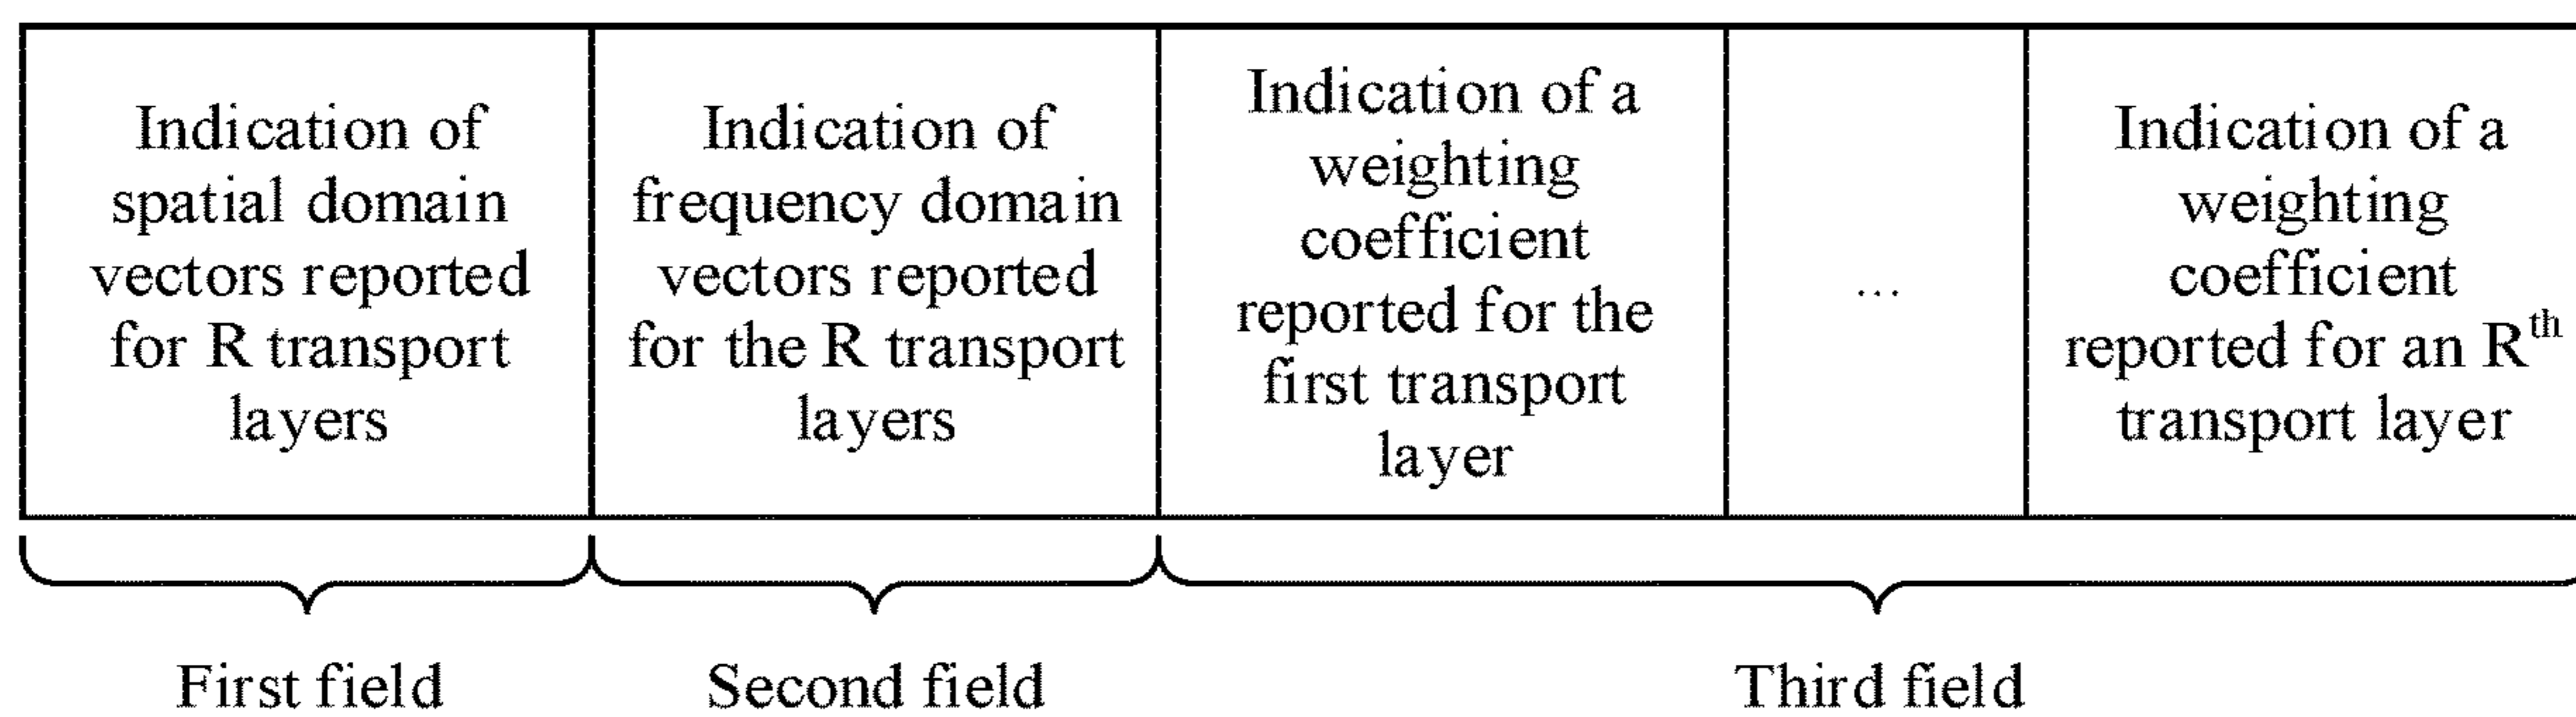 Indication of
spatial domain
vectors reported
for R transport
layers
Indication of
frequency domain
vectors reported
for the R transport
layers
Indication of a
weighting
coefficient
reported for the
first transport
layer
...
Indication of a
weighting
coefficient
reported for an Rth
transport layer
First field
Second field
Third field